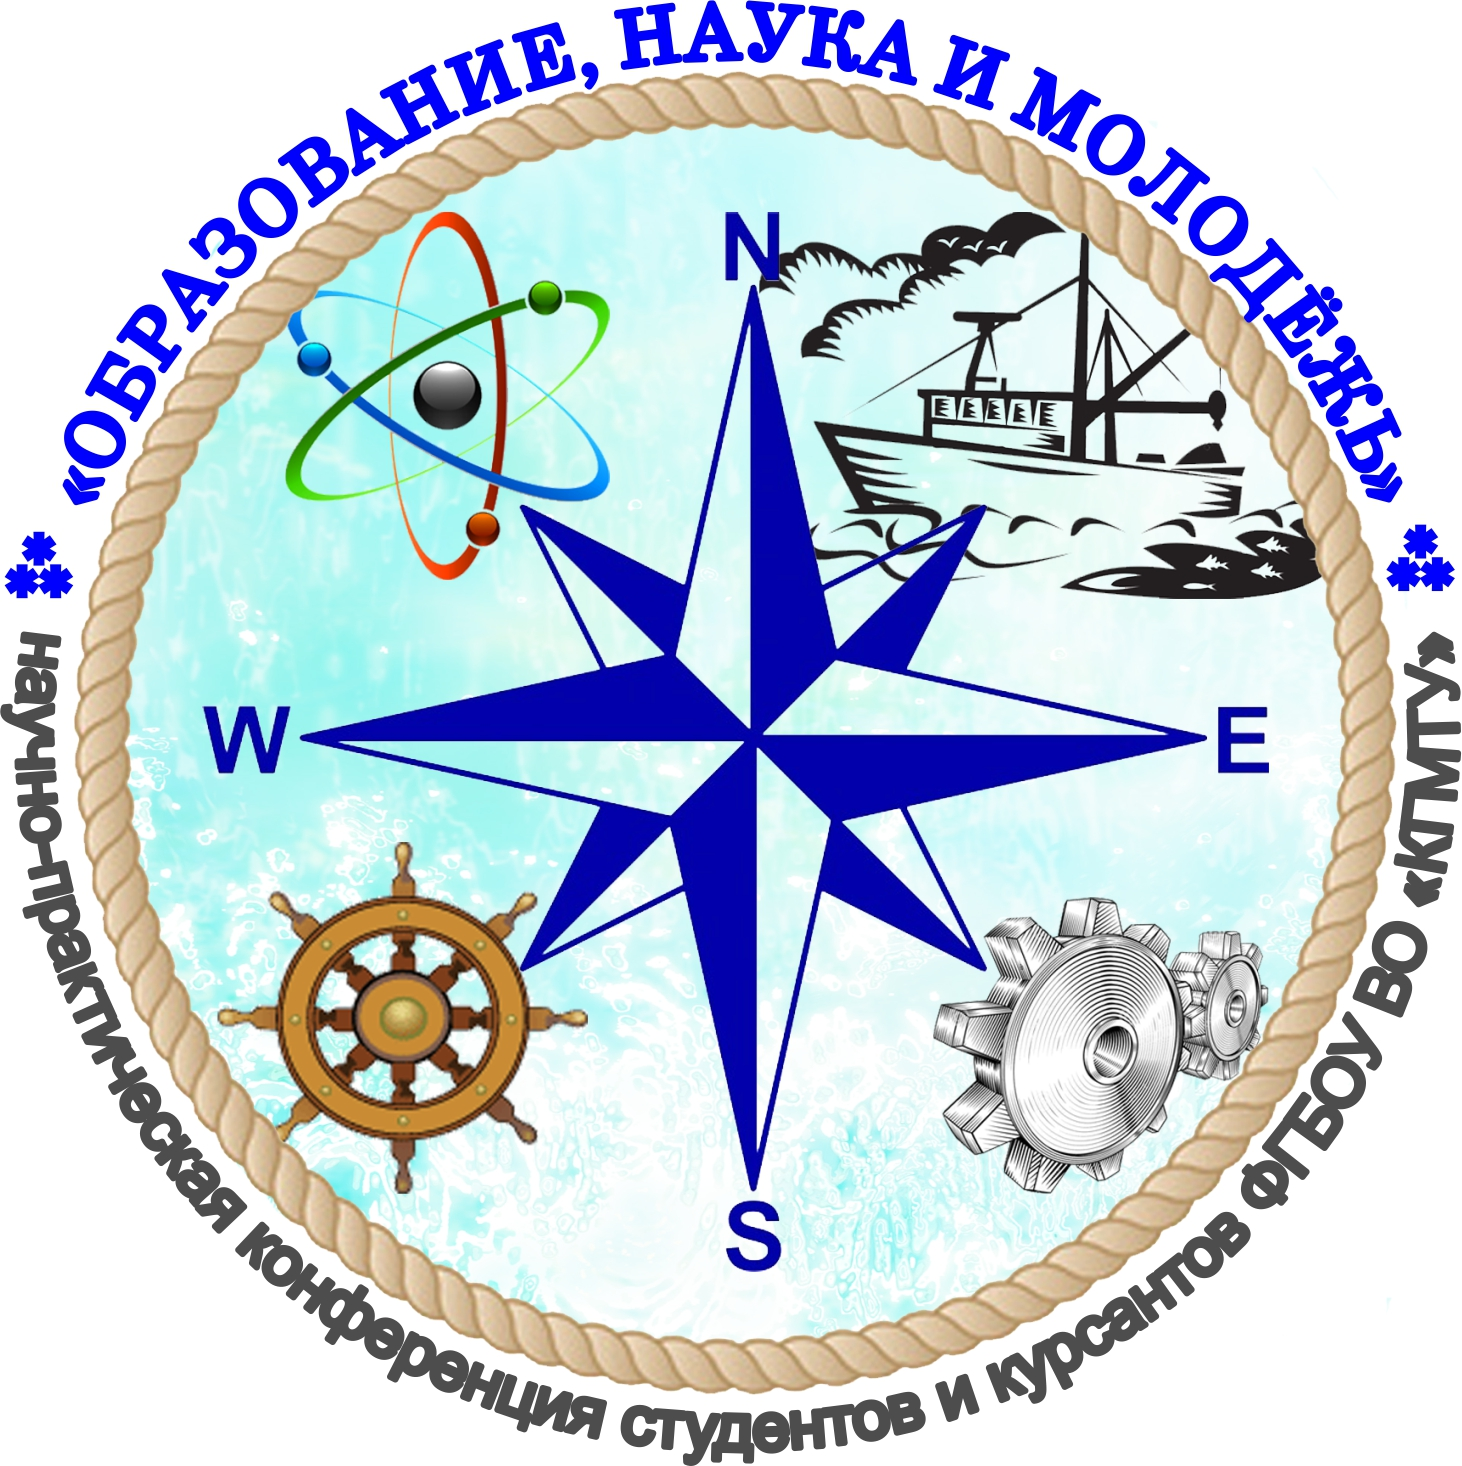 «ОБРАЗОВАНИЕ, НАУКА И МОЛОДЁЖЬ»
N
W
E
S
научно-практическая конференция студентов и курсантов ФГБОУ ВО «КГМТУ»